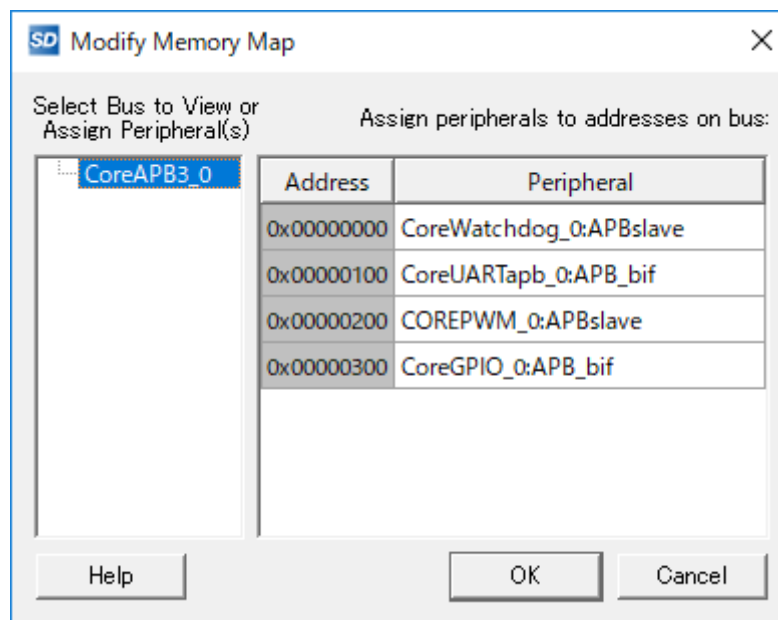 SD Modify Memory Map
Select Bus to View or
Assign Peripheral(s)
Assign peripherals to addresses on bus:
CoreAPB3_0
Address Peripheral
0x00000000 CoreWatchdog_0:APBslave
0x00000100 CoreUARTapb_0:APB_bif
0x00000200 COREPWM_0:APBslave
0x00000300 CoreGPIO_0:APB_bif
Help OK Cancel